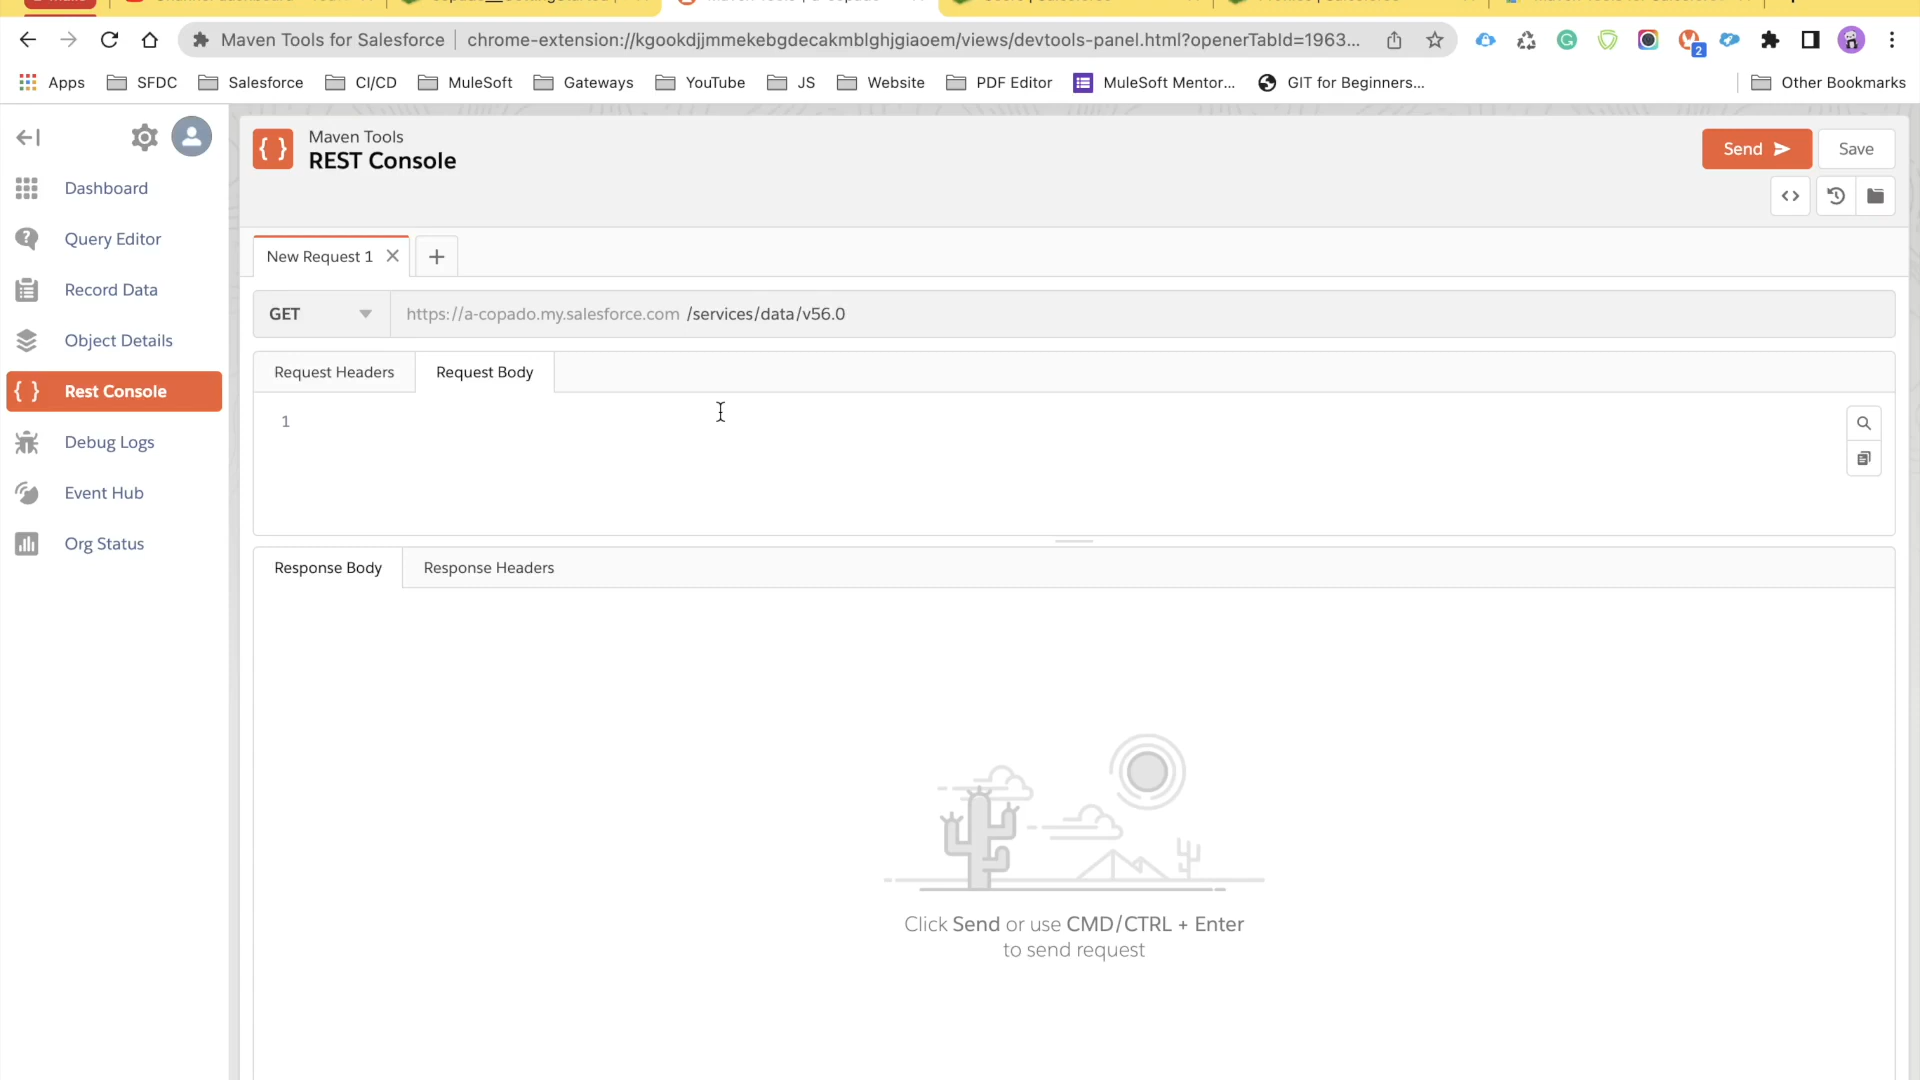 Maven Tools for Salesforce
chrome-extension://kgookdjjmmekebgdecakmblghjgiaoem/views/devtools-panel.html?openerTabId=1963...
2
Apps
SFDC
Salesforce
CI/CD
MuleSoft
Gateways
YouTube
JS
Website
PDF Editor
MuleSoft Mentor...
GIT for Beginners...
Other Bookmarks
Maven Tools
REST Console
Send
Save
Dashboard
Query Editor
Record Data
Object Details
Rest Console
Debug Logs
Event Hub
Org Status
New Request 1
GET
https://a-copado.my.salesforce.com /services/data/v56.0
Request Headers
Request Body
1
Response Body
Response Headers
Click Send or use CMD/CTRL + Enter
to send request